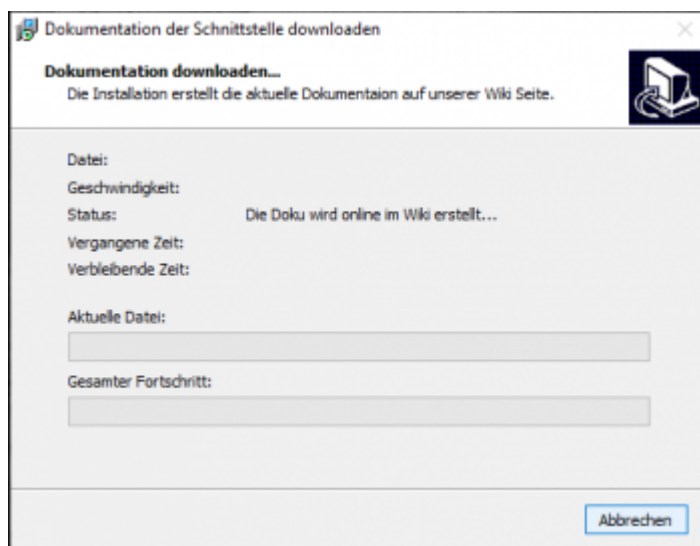 Dokumentation der Schnittstelle downloaden
Dokumentation downloaden...
Die Installation erstellt die aktuelle Dokumentaion auf unserer Wiki Seite.
Datei:
Geschwindigkeit:
Status: Die Doku wird online im Wiki erstellt...
Vergangene Zeit:
Verbleibende Zeit:
Aktuelle Datei:
Gesamter Fortschritt:
Abbrechen